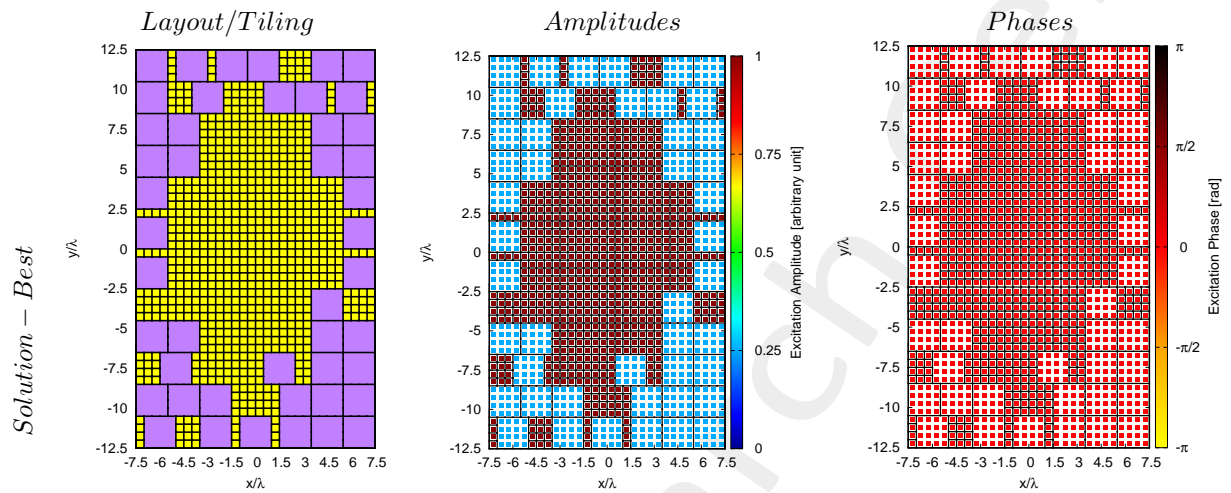 Layout/Tiling
Amplitudes
Phases
Solution − Best
12.5
10
7.5
5
2.5
0
-2.5
-5
-7.5
-10
-12.5
-7.5 -6 -4.5 -3 -1.5 0 1.5 3 4.5 6 7.5
x/λ
y/λ
12.5
10
7.5
5
2.5
0
-2.5
-5
-7.5
-10
-12.5
-7.5 -6 -4.5 -3 -1.5 0 1.5 3 4.5 6 7.5
x/λ
y/λ
1
0.75
0.5
0.25
0
Excitation Amplitude [arbitrary unit]
12.5
10
7.5
5
2.5
0
-2.5
-5
-7.5
-10
-12.5
-7.5 -6 -4.5 -3 -1.5 0 1.5 3 4.5 6 7.5
x/λ
y/λ
π
π/2
0
-π/2
-π
Excitation Phase [rad]